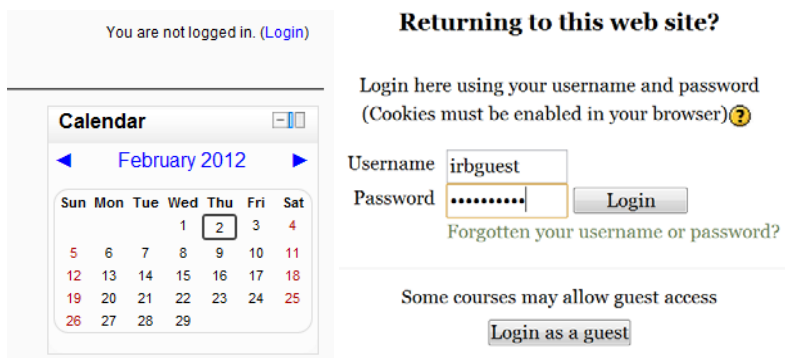 You are not logged in. (Login)
Calendar
◄ February 2012 ►
Sun Mon Tue Wed Thu Fri Sat
1 2 3 4
5 6 7 8 9 10 11
12 13 14 15 16 17 18
19 20 21 22 23 24 25
26 27 28 29
Returning to this web site?
Login here using your username and password
(Cookies must be enabled in your browser)?
Username irbguest
Password •••••••••• Login
Forgotten your username or password?
Some courses may allow guest access
Login as a guest